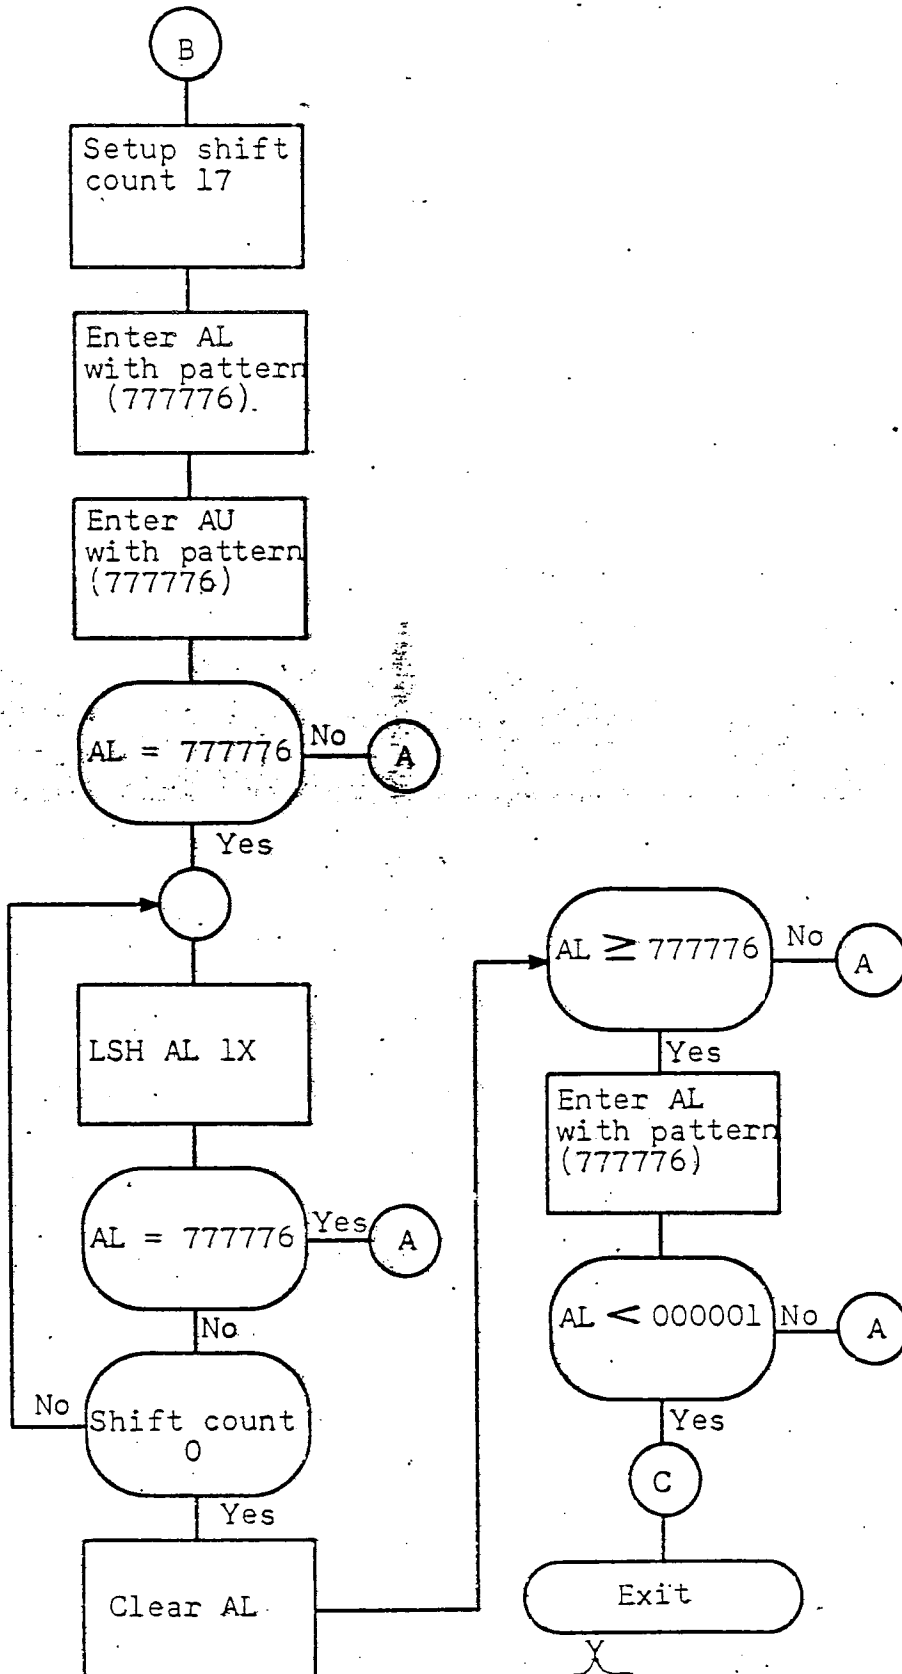 B
Setup shift
count 17
Enter AL
with pattern
(777776)
Enter AU
with pattern
(777776)
AL = 777776
No
A
Yes
LSH AL 1X
AL = 777776
Yes
A
No
Shift count
0
No
Yes
Clear AL
AL ≥ 777776
No
A
Yes
Enter AL
with pattern
(777776)
AL < 000001
No
A
Yes
C
Exit
Y